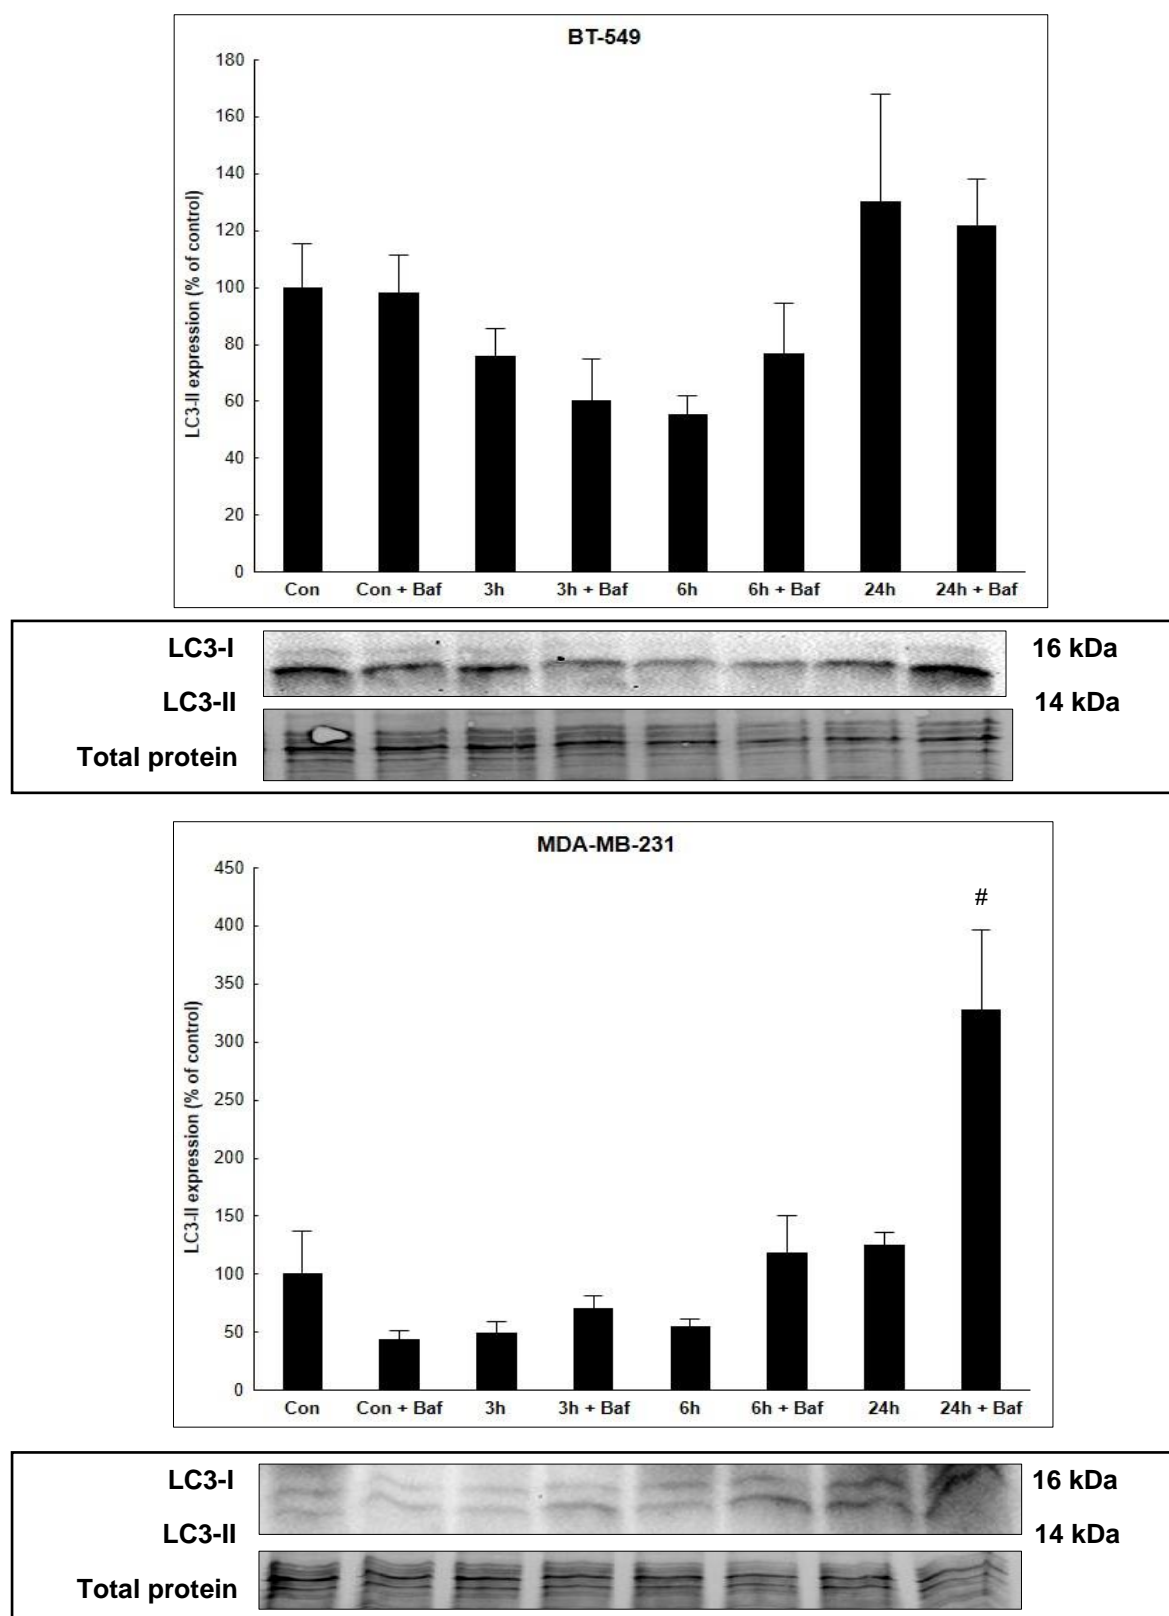 BT-549
180
160
140
120
100
80
60
40
20
0
LC3-II expression (% of control)
Con Con + Baf 3h 3h + Baf 6h 6h + Baf 24h 24h + Baf
LC3-I 16 kDa
LC3-II 14 kDa
Total protein
MDA-MB-231
450
400
350
300
250
200
150
100
50
0
LC3-II expression (% of control)
#
Con Con + Baf 3h 3h + Baf 6h 6h + Baf 24h 24h + Baf
LC3-I 16 kDa
LC3-II 14 kDa
Total protein